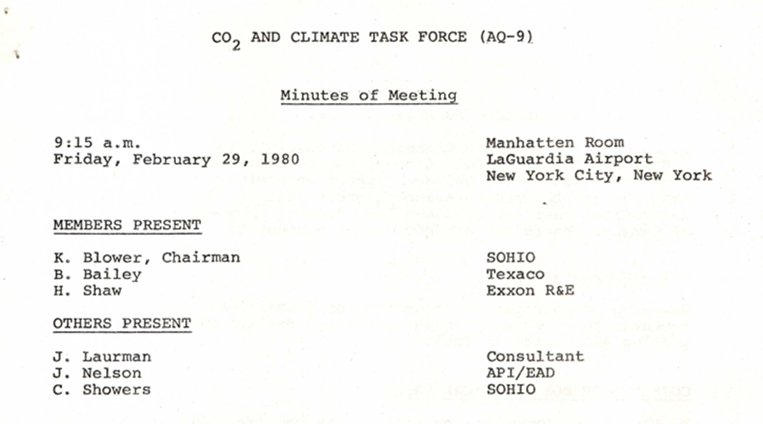 CO2 AND CLIMATE TASK FORCE (AQ-9)
Minutes of Meeting
9:15 a.m.
Friday, February 29, 1980
Manhatten Room
LaGuardia Airport
New York City, New York
MEMBERS PRESENT
K. Blower, Chairman SOHIO
B. Bailey Texaco
H. Shaw Exxon R&E
OTHERS PRESENT
J. Laurman Consultant
J. Nelson API/EAD
C. Showers SOHIO